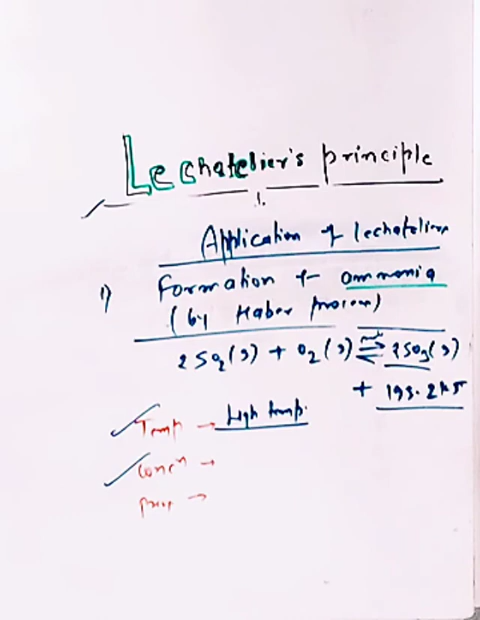 Lechatelier's principle
Application of lechatelier
1) Formation of ammonia
(by Haber process)
2SO2(g) + O2(g) ⇌ 2SO3(g)
+ 193.2 KJ
Temp → high temp.
Concn →